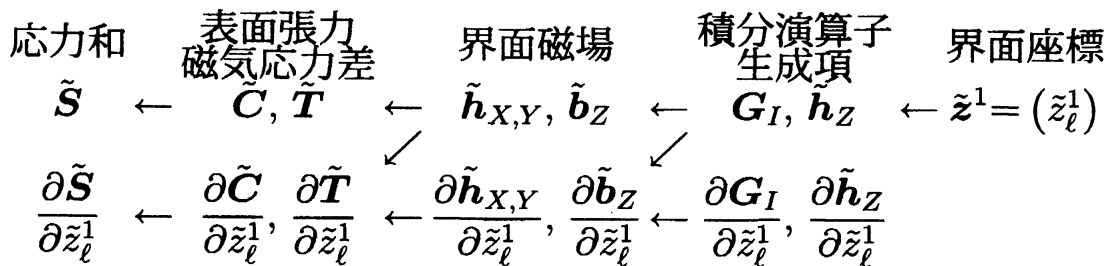 応力和 表面張力 磁気応力差 界面磁場 積分演算子 生成項 界面座標
S̃ ← C̃, T̃ ← h̃_{X,Y}, b̃_Z ← G_I, h̃_Z ← z̃¹ = (z̃¹_ℓ)
↙ ↙
∂S̃/∂z̃¹_ℓ ← ∂C̃/∂z̃¹_ℓ, ∂T̃/∂z̃¹_ℓ ← ∂h̃_{X,Y}/∂z̃¹_ℓ, ∂b̃_Z/∂z̃¹_ℓ ← ∂G_I/∂z̃¹_ℓ, ∂h̃_Z/∂z̃¹_ℓ